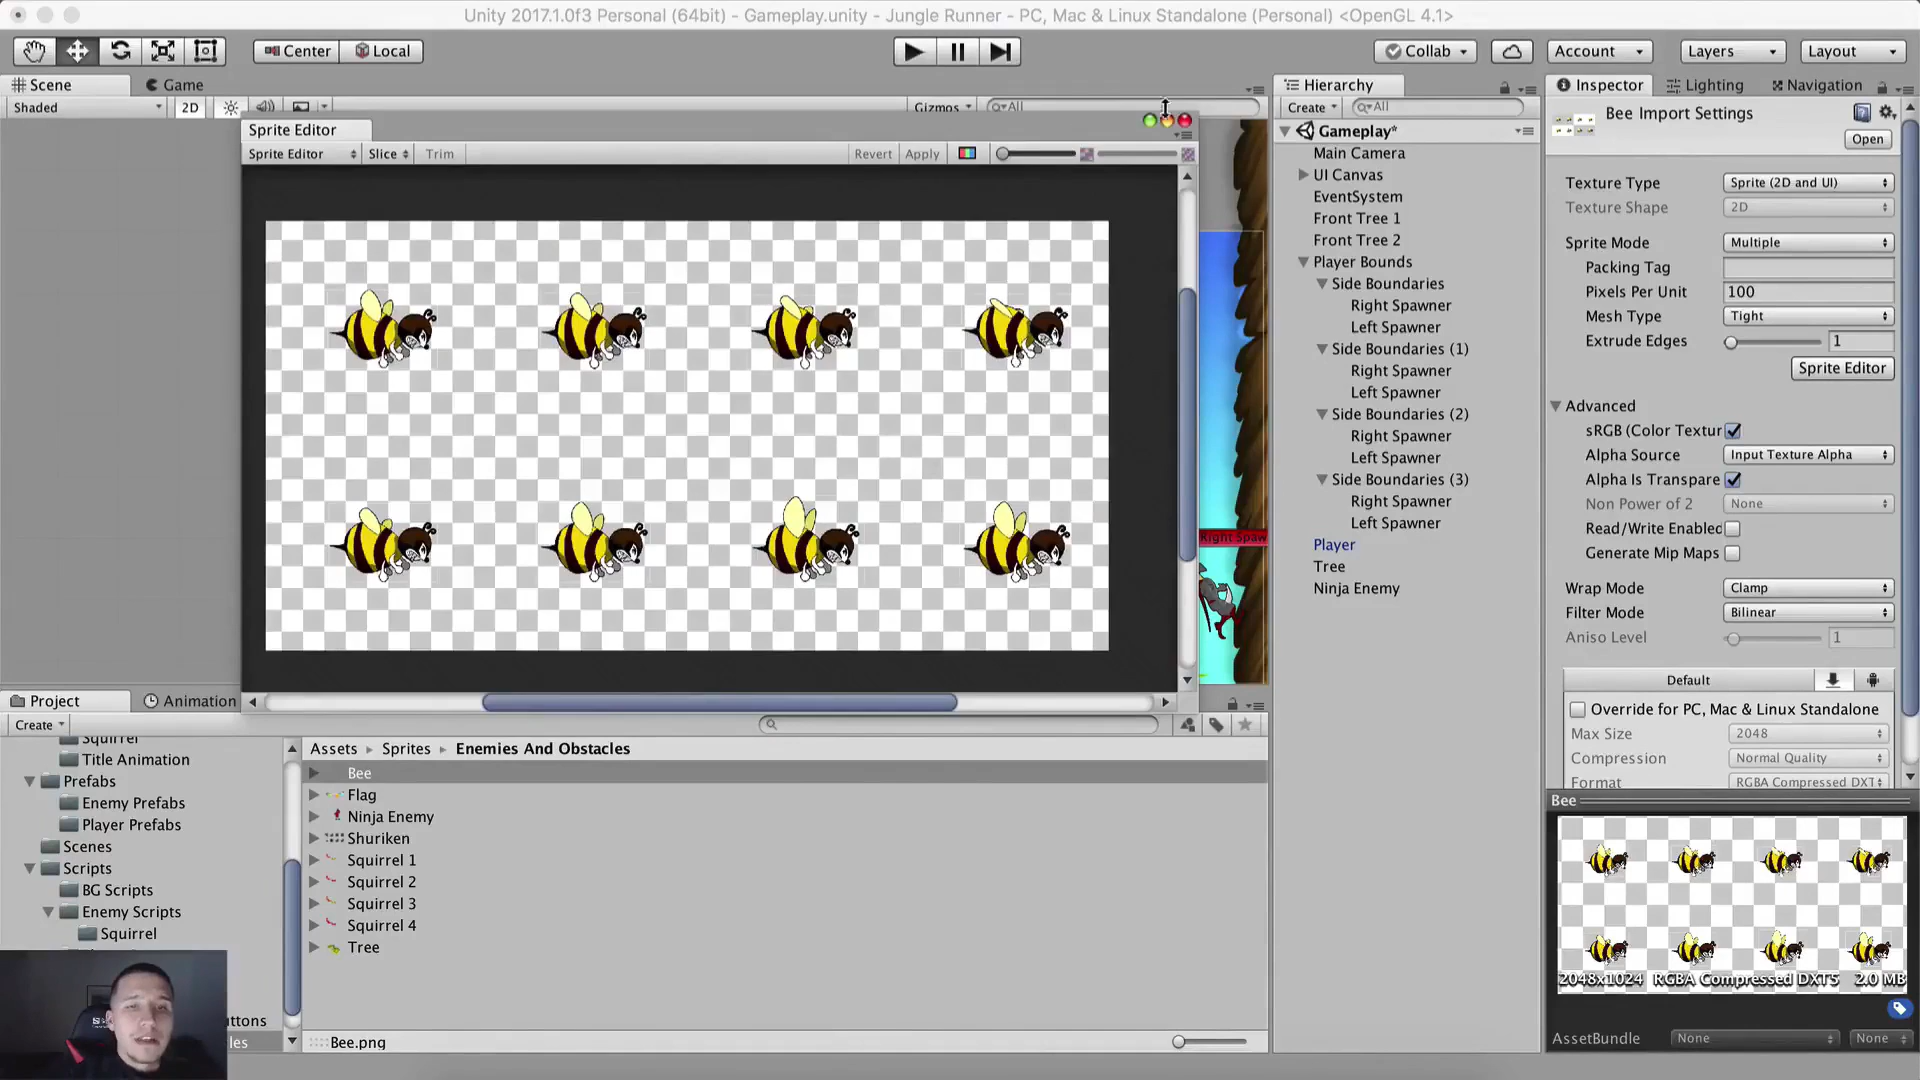 Unity 2017.1.0f3 Personal (64bit) - Gameplay.unity - Jungle Runner - PC, Mac & Linux Standalone (Personal) <OpenGL 4.1>
Center Local Collab Account Layers Layout
Scene Game
Shaded 2D Gizmos All
Sprite Editor
Sprite Editor Slice Trim Revert Apply
Right Spaw
Hierarchy
Create All
Gameplay*
Main Camera
UI Canvas
EventSystem
Front Tree 1
Front Tree 2
Player Bounds
Side Boundaries
Right Spawner
Left Spawner
Side Boundaries (1)
Right Spawner
Left Spawner
Side Boundaries (2)
Right Spawner
Left Spawner
Side Boundaries (3)
Right Spawner
Left Spawner
Player
Tree
Ninja Enemy
Inspector Lighting Navigation
Bee Import Settings
Open
Texture Type Sprite (2D and UI)
Texture Shape 2D
Sprite Mode Multiple
Packing Tag
Pixels Per Unit 100
Mesh Type Tight
Extrude Edges 1
Sprite Editor
Advanced
sRGB (Color Textur
Alpha Source Input Texture Alpha
Alpha Is Transpare
Non Power of 2 None
Read/Write Enabled
Generate Mip Maps
Wrap Mode Clamp
Filter Mode Bilinear
Aniso Level 1
Default
Override for PC, Mac & Linux Standalone
Max Size 2048
Compression Normal Quality
Format RGBA Compressed DXT
Bee
2048x1024 RGBA Compressed DXT5 2.0 MB
AssetBundle None None
Project Animation
Create
Squirrel
Title Animation
Prefabs
Enemy Prefabs
Player Prefabs
Scenes
Scripts
BG Scripts
Enemy Scripts
Squirrel
uttons
les
Assets Sprites Enemies And Obstacles
Bee
Flag
Ninja Enemy
Shuriken
Squirrel 1
Squirrel 2
Squirrel 3
Squirrel 4
Tree
Bee.png